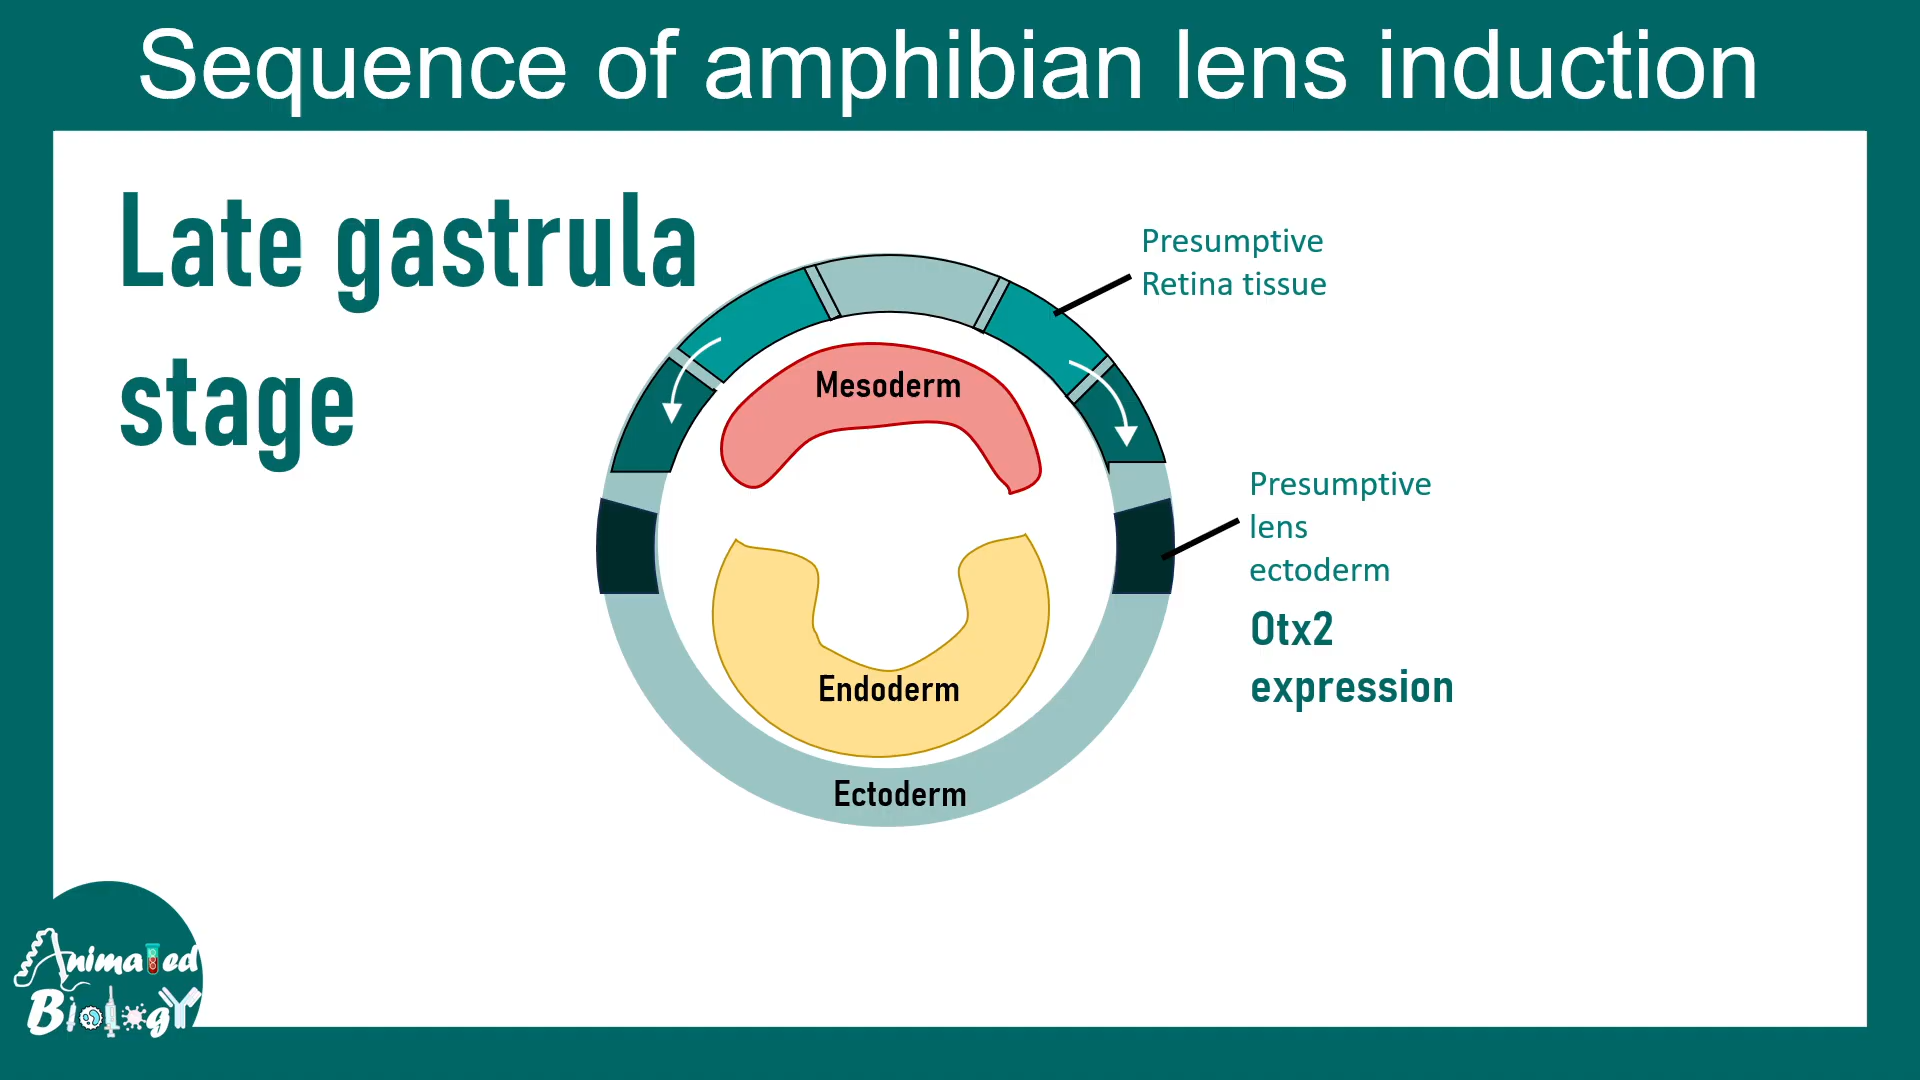 Sequence of amphibian lens induction
Late gastrula
stage
Presumptive
Retina tissue
Mesoderm
Presumptive
lens
ectoderm
Otx2
expression
Endoderm
Ectoderm
Animated
Biology